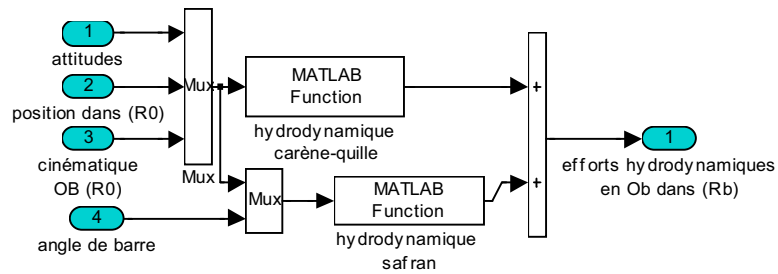 1
attitudes
2
position dans (R0)
3
cinématique
OB (R0)
4
angle de barre
Mux
Mux
Mux
MATLAB
Function
hydrodynamique
carène-quille
MATLAB
Function
hydrodynamique
safran
+
+
1
efforts hydrodynamiques
en Ob dans (Rb)